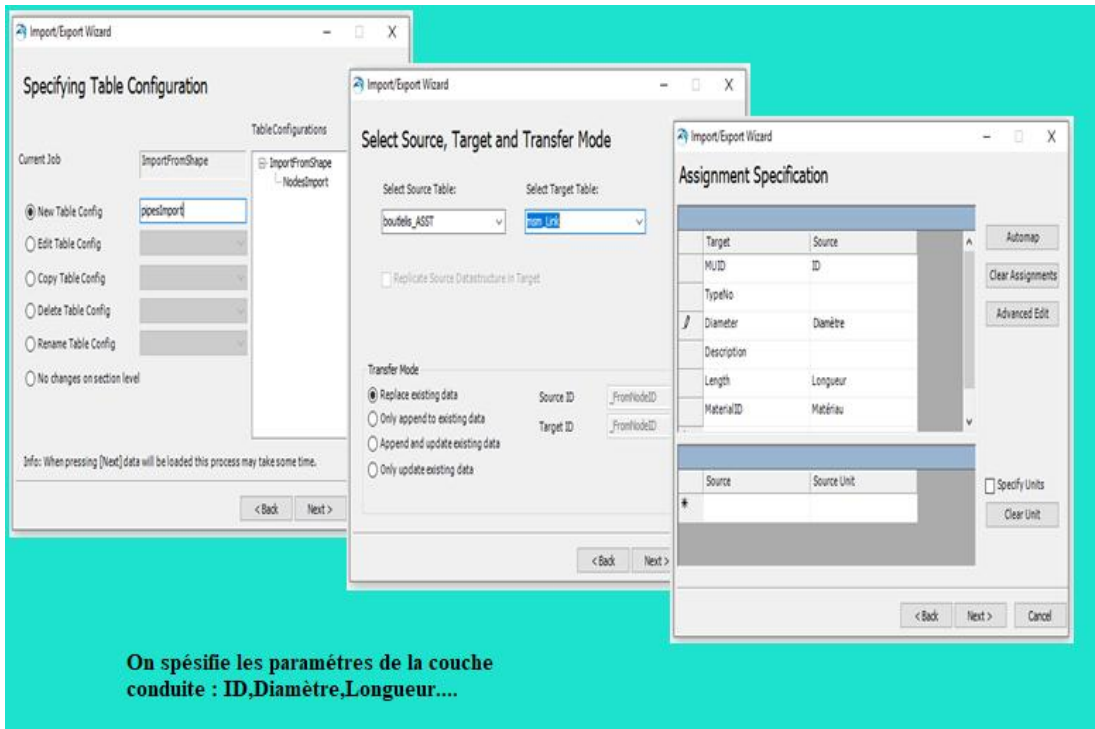 Import/Export Wizard
Specifying Table Configuration
TableConfigurations
Current Job
ImportFromShape
ImportFromShape
NodesImport
New Table Config
pipesImport
Edit Table Config
Copy Table Config
Delete Table Config
Rename Table Config
No changes on section level
Info: When pressing [Next] data will be loaded this process may take some time.
< Back
Next >
Import/Export Wizard
Select Source, Target and Transfer Mode
Select Source Table:
Select Target Table:
boutlelis_ASST
msm_Link
Replicate Source Datastructure in Target
Transfer Mode
Replace existing data
Source ID
_FromNodeID
Only append to existing data
Target ID
_FromNodeID
Append and update existing data
Only update existing data
< Back
Next >
Import/Export Wizard
Assignment Specification
Target Source
MUID ID
TypeNo
Diameter Diamètre
Description
Length Longueur
MaterialID Matériau
Automap
Clear Assignments
Advanced Edit
Source Source Unit
Specify Units
Clear Unit
< Back
Next >
Cancel
On spésifie les paramétres de la couche
conduite : ID,Diamètre,Longueur....